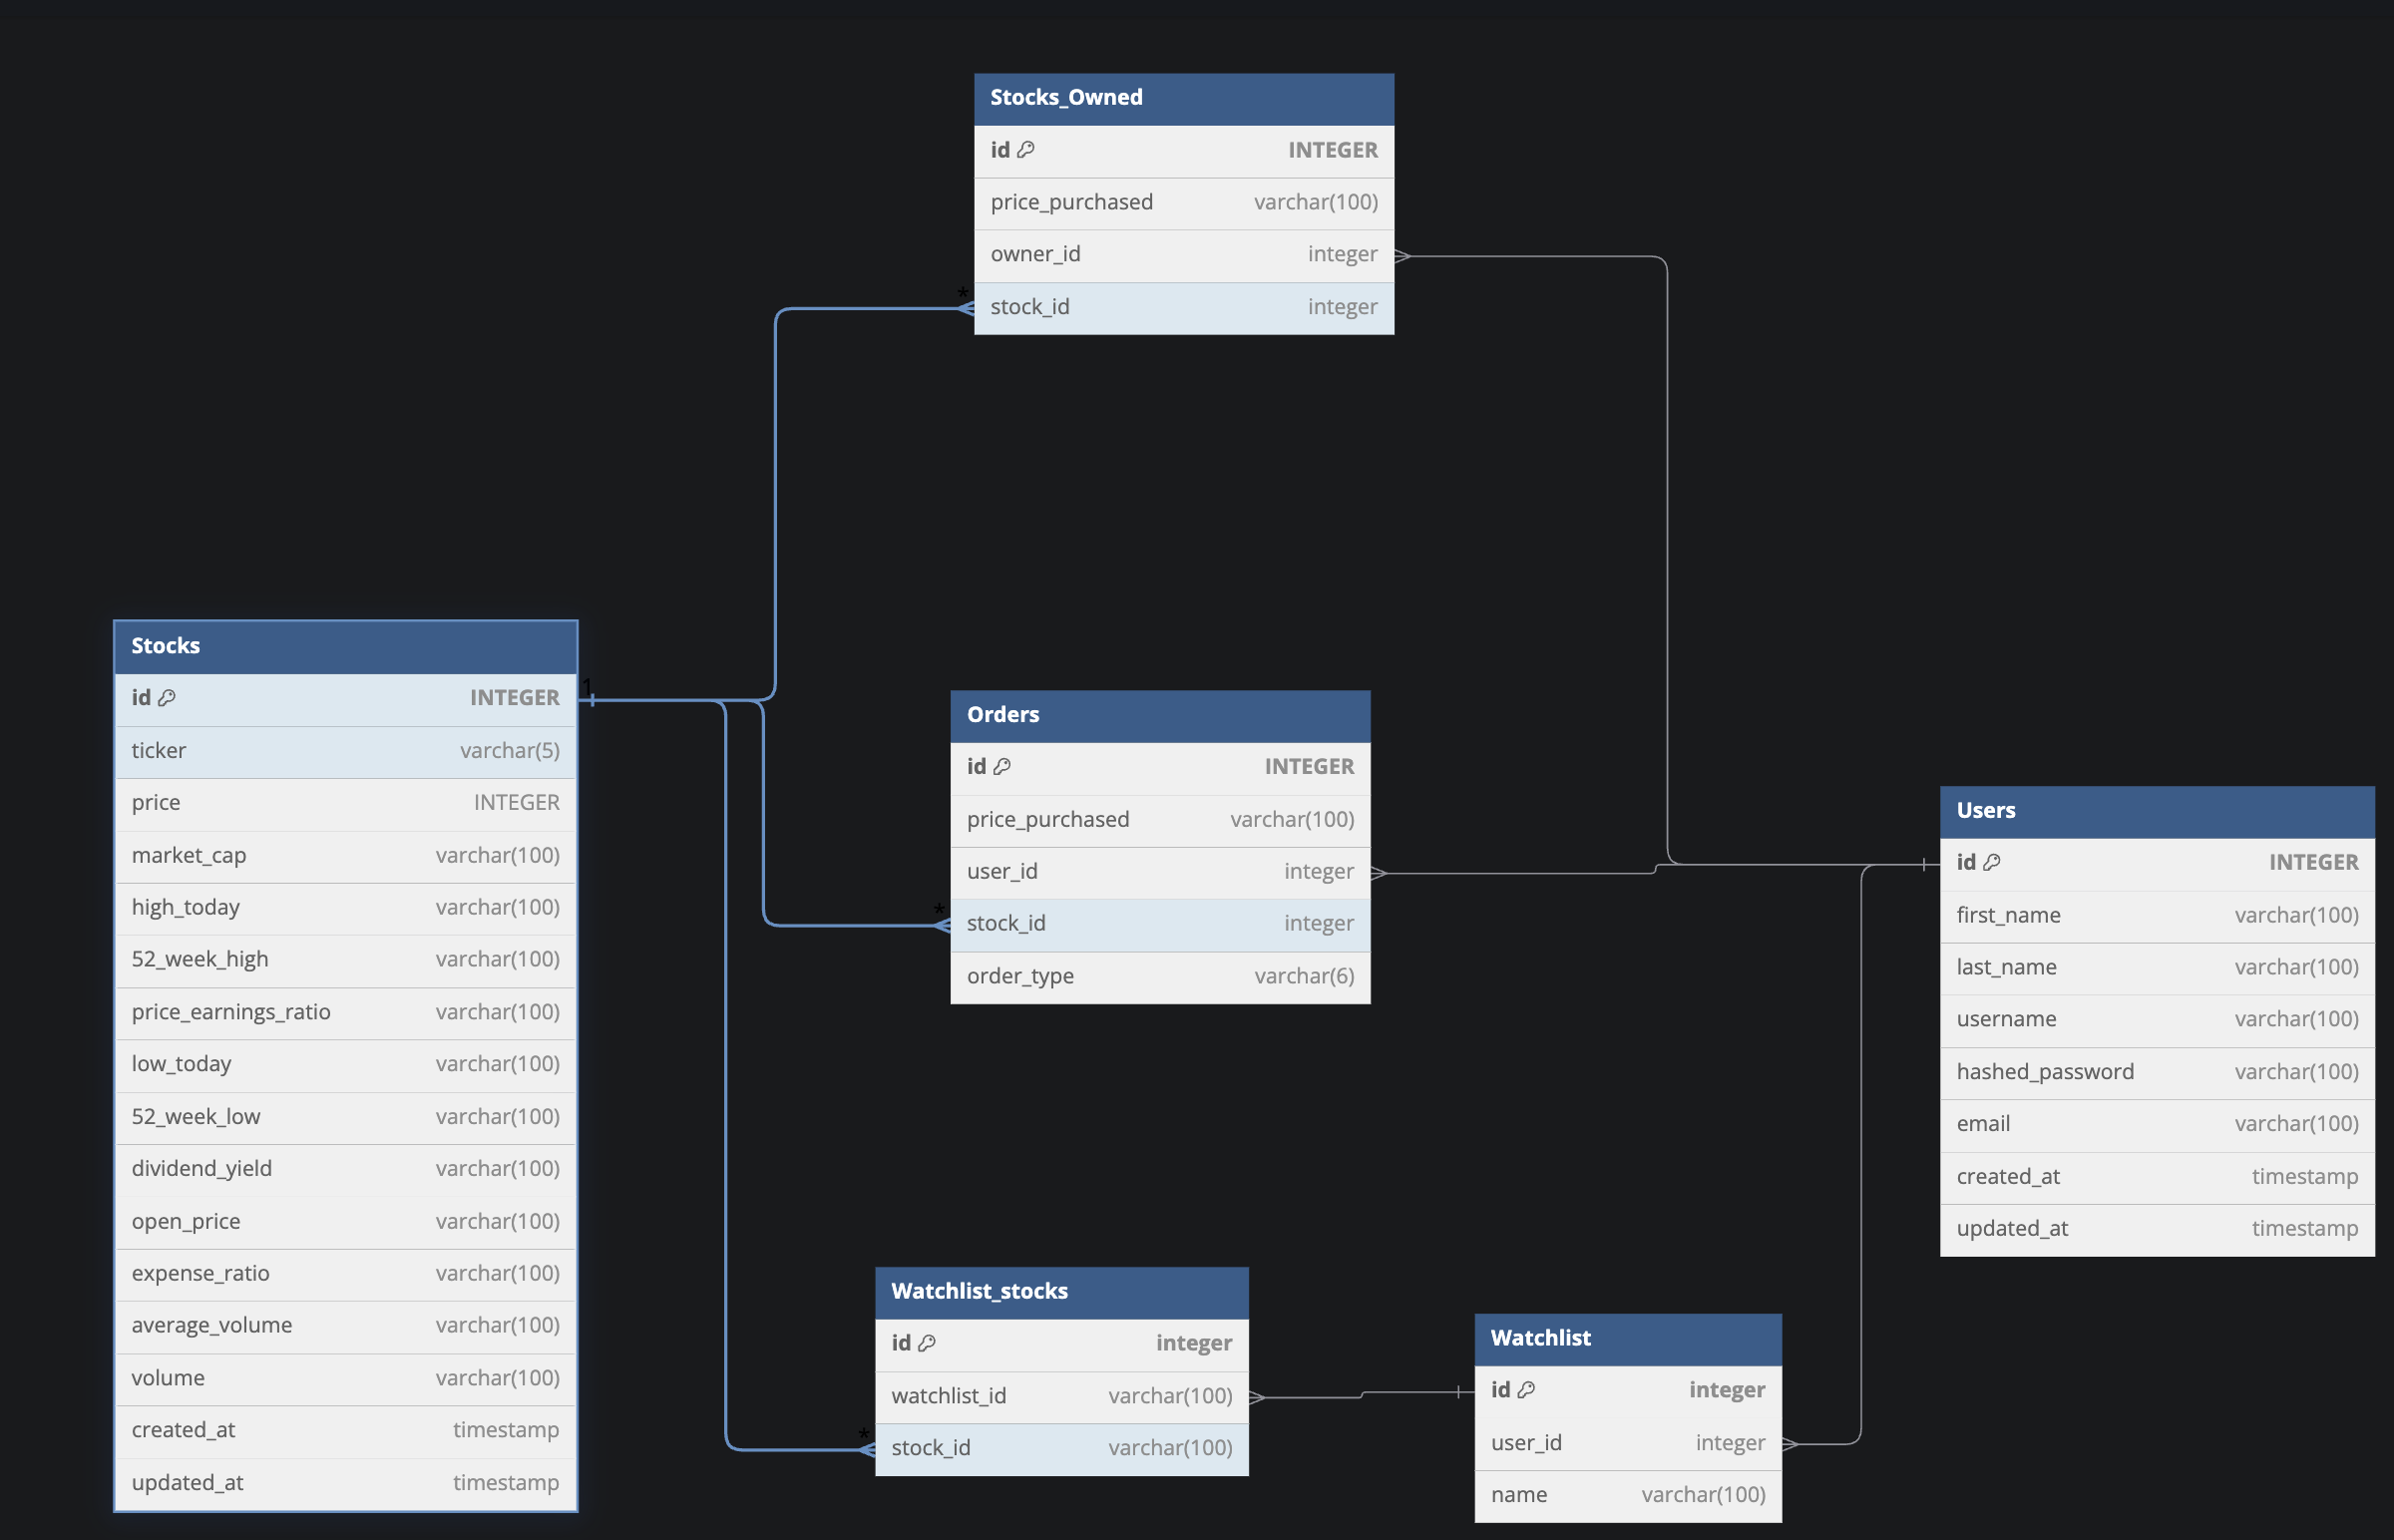 Stocks_Owned
id INTEGER
price_purchased varchar(100)
owner_id integer
* stock_id integer
Stocks
id INTEGER 1
ticker varchar(5)
price INTEGER
market_cap varchar(100)
high_today varchar(100)
52_week_high varchar(100)
price_earnings_ratio varchar(100)
low_today varchar(100)
52_week_low varchar(100)
dividend_yield varchar(100)
open_price varchar(100)
expense_ratio varchar(100)
average_volume varchar(100)
volume varchar(100)
created_at timestamp
updated_at timestamp
Orders
id INTEGER
price_purchased varchar(100)
user_id integer
* stock_id integer
order_type varchar(6)
Users
id INTEGER
first_name varchar(100)
last_name varchar(100)
username varchar(100)
hashed_password varchar(100)
email varchar(100)
created_at timestamp
updated_at timestamp
Watchlist_stocks
id integer
watchlist_id varchar(100)
* stock_id varchar(100)
Watchlist
id integer
user_id integer
name varchar(100)